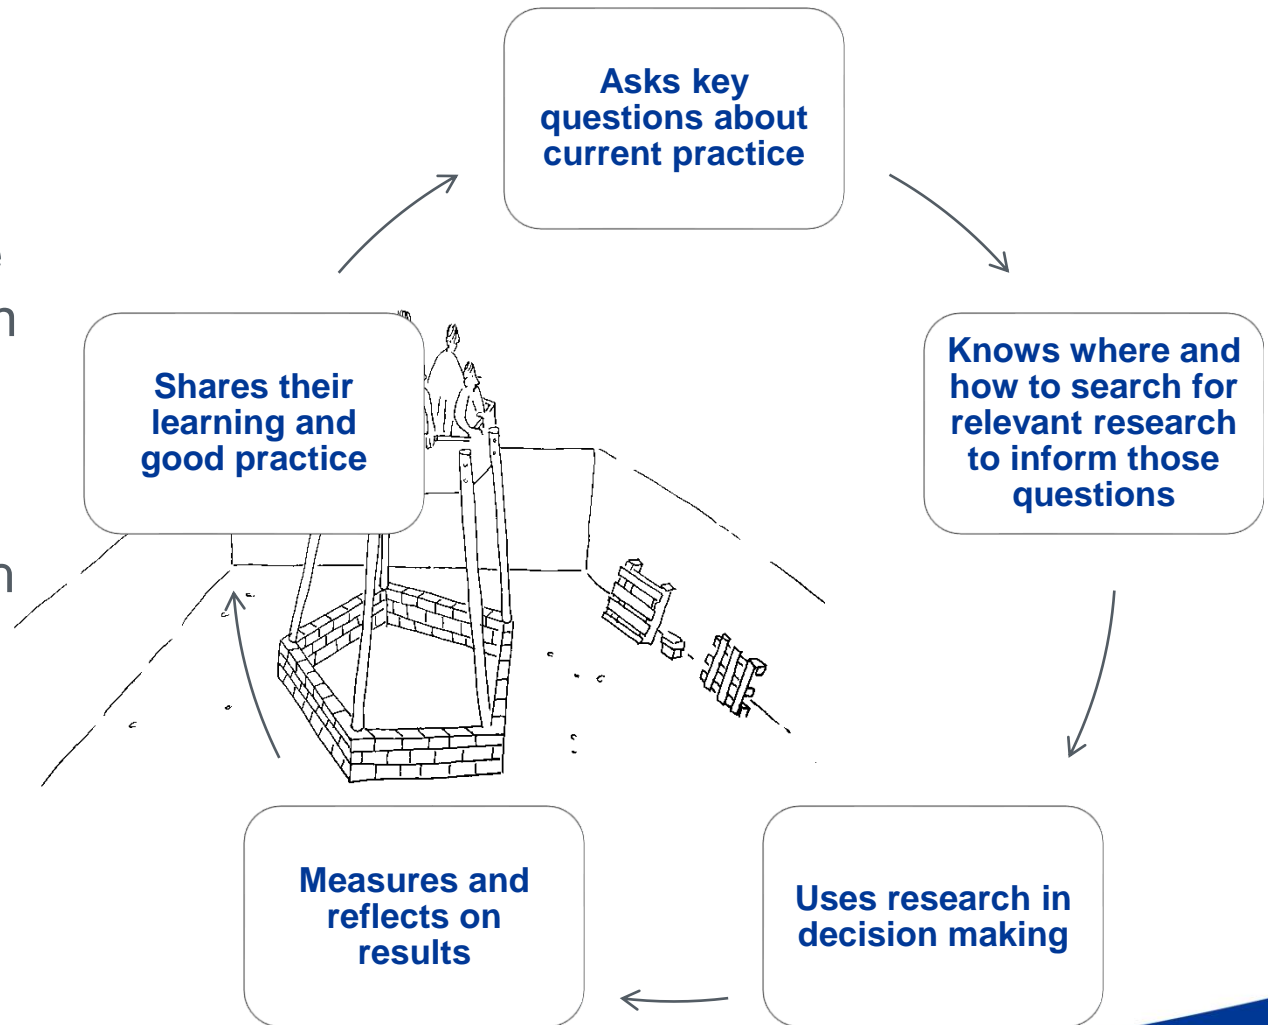 Asks key
questions about
current practice
Knows where and
how to search for
relevant research
to inform those
questions
Uses research in
decision making
Measures and
reflects on
results
Shares their
learning and
good practice